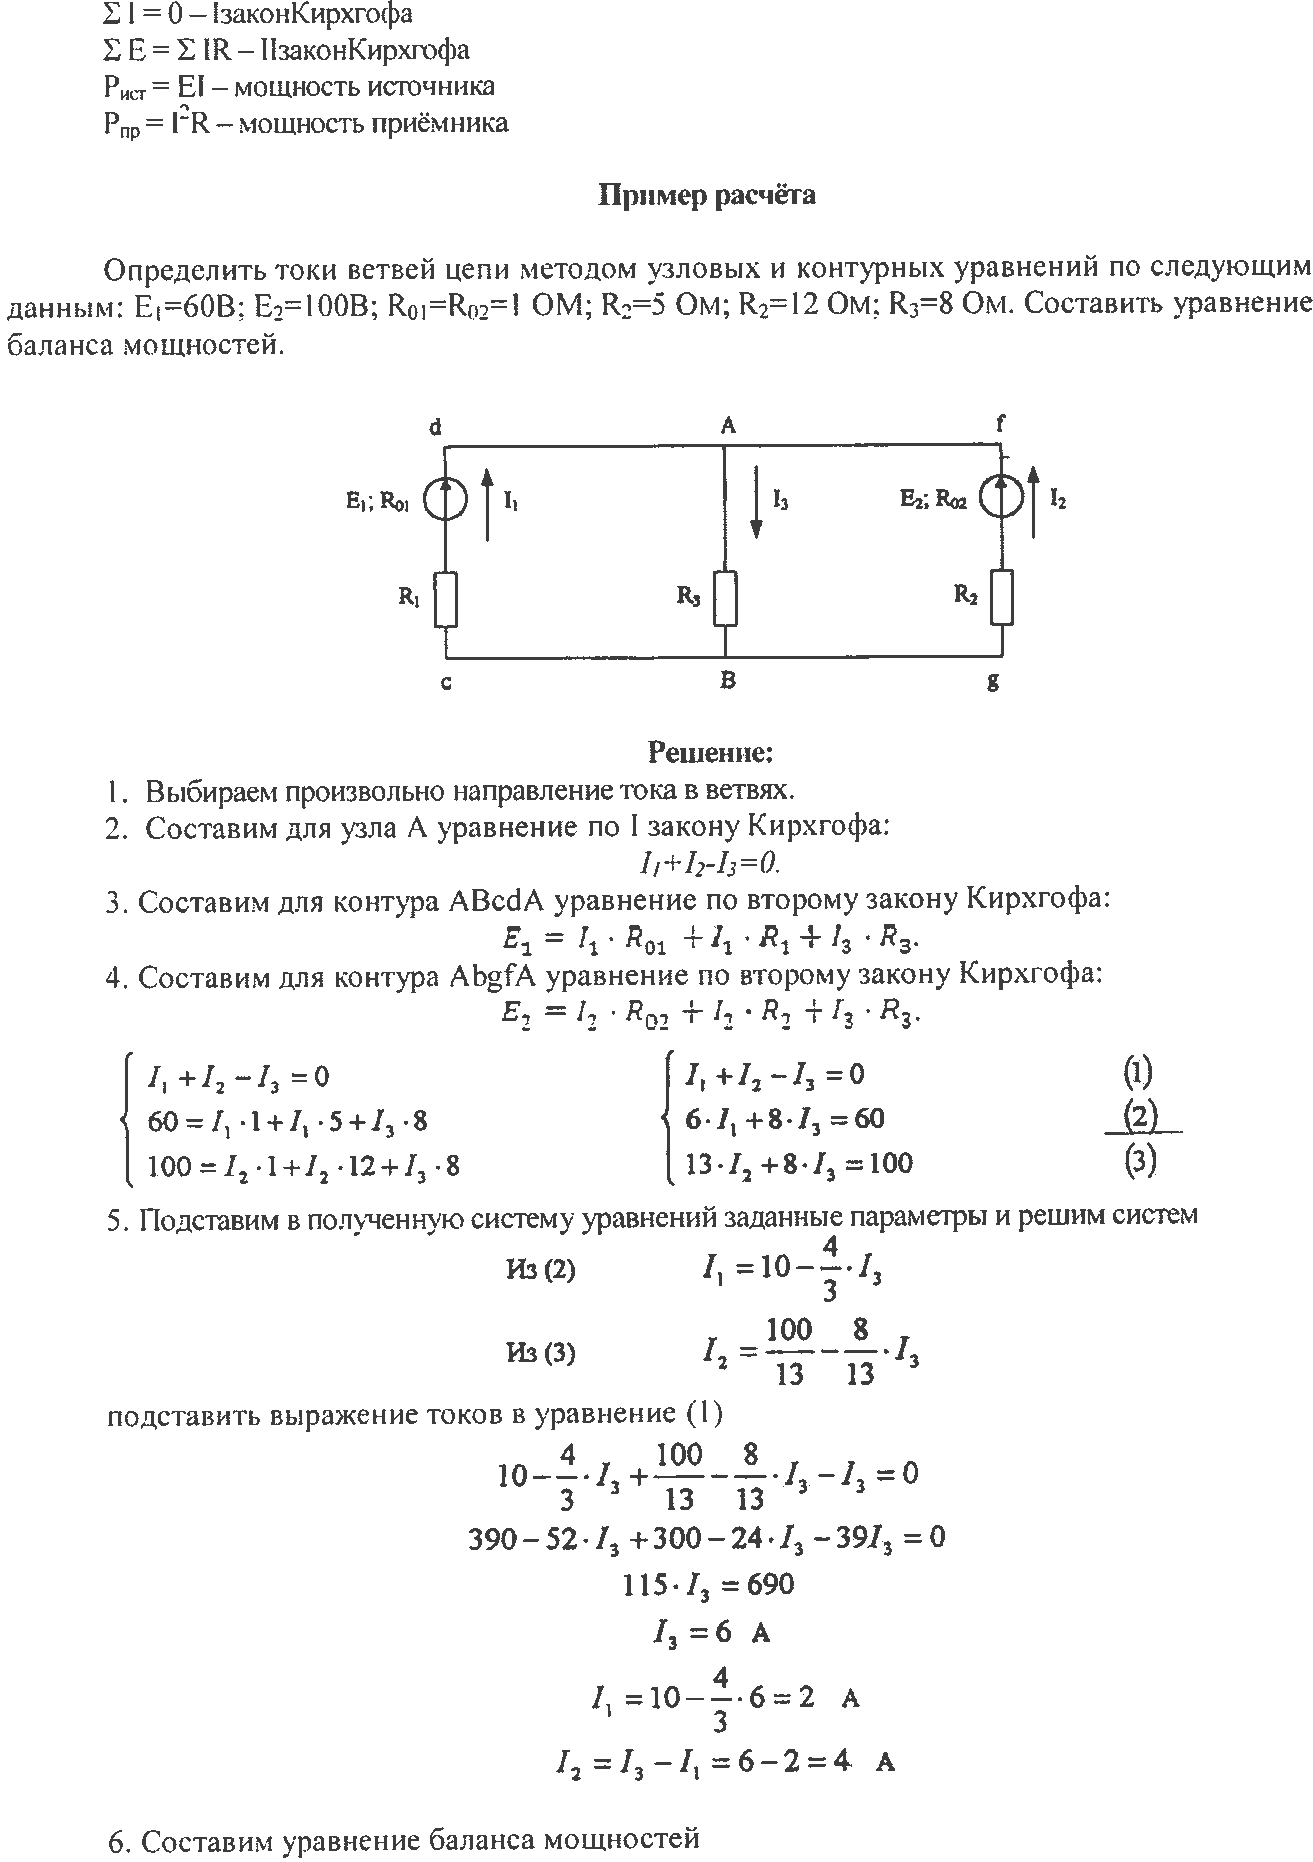 Σ I = 0 – IзаконКирхгофа
Σ E = Σ IR – IIзаконКирхгофа
Pист = EI – мощность источника
Pпр = I²R – мощность приёмника
Пример расчёта
Определить токи ветвей цепи методом узловых и контурных уравнений по следующим
данным: E₁=60В; E₂=100В; R₀₁=R₀₂=1 ОМ; R₂=5 Ом; R₂=12 Ом; R₃=8 Ом. Составить уравнение
баланса мощностей.
d A f
E₁; R₀₁ I₁ I₃ E₂; R₀₂ I₂
R₁ R₃ R₂
c B g
Решение:
1. Выбираем произвольно направление тока в ветвях.
2. Составим для узла А уравнение по I закону Кирхгофа:
I₁+I₂-I₃=0.
3. Составим для контура ABcdA уравнение по второму закону Кирхгофа:
E₁ = I₁ · R₀₁ + I₁ · R₁ + I₃ · R₃.
4. Составим для контура AbgfA уравнение по второму закону Кирхгофа:
E₂ = I₂ · R₀₂ + I₂ · R₂ + I₃ · R₃.
I₁ + I₂ – I₃ = 0 I₁ + I₂ – I₃ = 0 (1)
60 = I₁ · 1 + I₁ · 5 + I₃ · 8 6 · I₁ + 8 · I₃ = 60 (2)
100 = I₂ · 1 + I₂ · 12 + I₃ · 8 13 · I₂ + 8 · I₃ = 100 (3)
5. Подставим в полученную систему уравнений заданные параметры и решим систем
Из (2) I₁ = 10 – 4/3 · I₃
Из (3) I₂ = 100/13 – 8/13 · I₃
подставить выражение токов в уравнение (1)
10 – 4/3 · I₃ + 100/13 – 8/13 · I₃ – I₃ = 0
390 – 52 · I₃ + 300 – 24 · I₃ – 39I₃ = 0
115 · I₃ = 690
I₃ = 6 А
I₁ = 10 – 4/3 · 6 = 2 А
I₂ = I₃ – I₁ = 6 – 2 = 4 А
6. Составим уравнение баланса мощностей